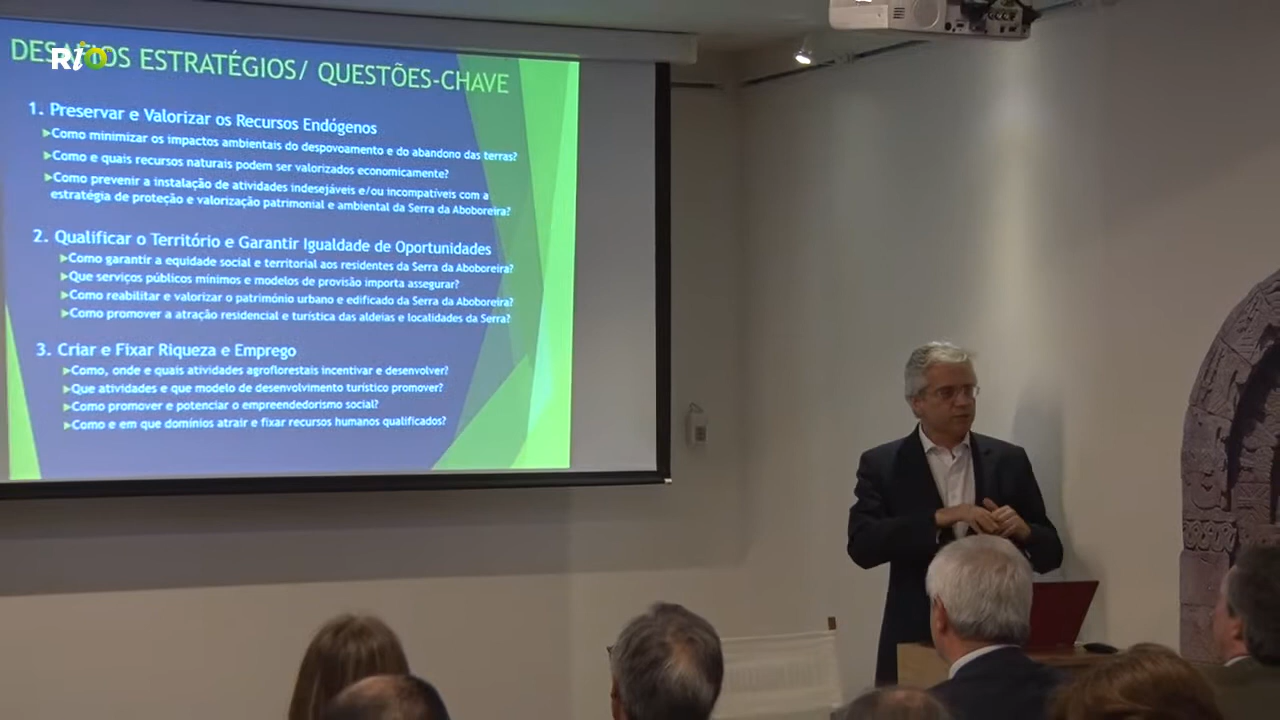 DESAFIOS ESTRATÉGIOS/ QUESTÕES-CHAVE
RiO
1. Preservar e Valorizar os Recursos Endógenos
Como minimizar os impactos ambientais do despovoamento e do abandono das terras?
Como e quais recursos naturais podem ser valorizados economicamente?
Como prevenir a instalação de atividades indesejáveis e/ou incompatíveis com a
estratégia de proteção e valorização patrimonial e ambiental da Serra da Aboboreira?
2. Qualificar o Território e Garantir Igualdade de Oportunidades
Como garantir a equidade social e territorial aos residentes da Serra da Aboboreira?
Que serviços públicos mínimos e modelos de provisão importa assegurar?
Como reabilitar e valorizar o património urbano e edificado da Serra da Aboboreira?
Como promover a atração residencial e turística das aldeias e localidades da Serra?
3. Criar e Fixar Riqueza e Emprego
Como, onde e quais atividades agroflorestais incentivar e desenvolver?
Que atividades e que modelo de desenvolvimento turístico promover?
Como promover e potenciar o empreendedorismo social?
Como e em que domínios atrair e fixar recursos humanos qualificados?